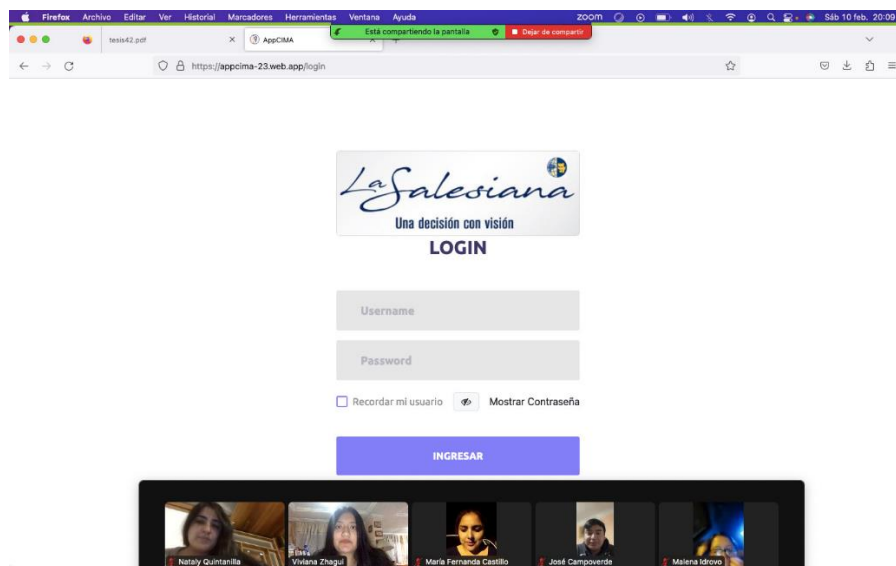 Firefox Archivo Editar Ver Historial Marcadores Herramientas Ventana Ayuda zoom Sáb 10 feb. 20:09
Está compartiendo la pantalla Dejar de compartir
tesis42.pdf AppCIMA
https://appcima-23.web.app/login
La Salesiana
Una decisión con visión
LOGIN
Username
Password
Recordar mi usuario Mostrar Contraseña
INGRESAR
Nataly Quintanilla Viviana Zhagui María Fernanda Castillo José Campoverde Malena Idrovo